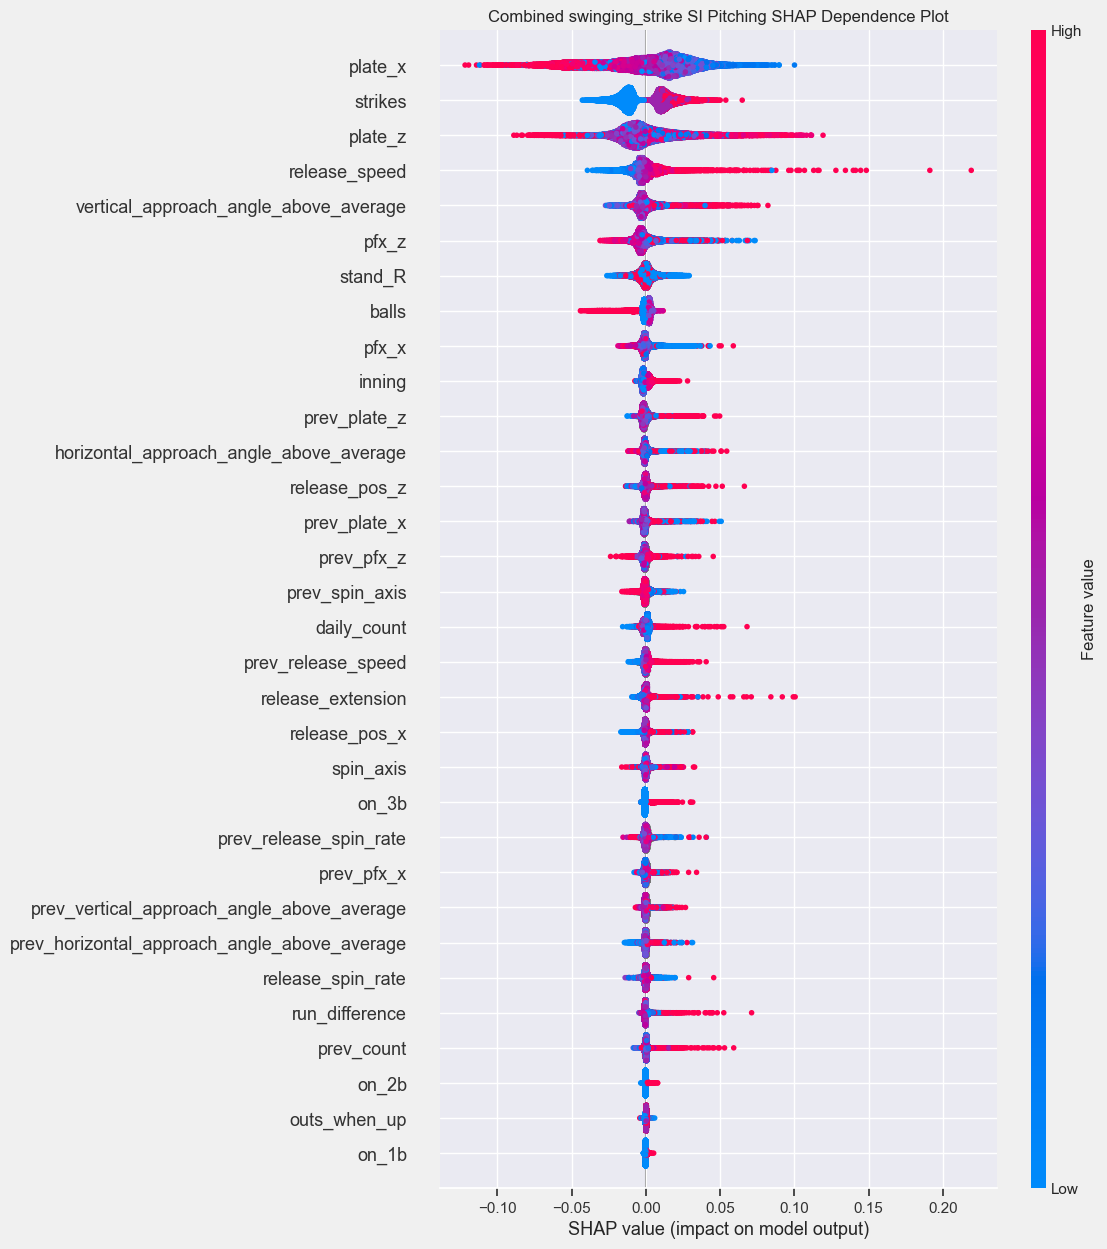 Combined swinging_strike SI Pitching SHAP Dependence Plot
High
plate_x
strikes
plate_z
release_speed
vertical_approach_angle_above_average
pfx_z
stand_R
balls
pfx_x
inning
prev_plate_z
horizontal_approach_angle_above_average
release_pos_z
prev_plate_x
prev_pfx_z
prev_spin_axis
daily_count
prev_release_speed
release_extension
release_pos_x
spin_axis
on_3b
prev_release_spin_rate
prev_pfx_x
prev_vertical_approach_angle_above_average
prev_horizontal_approach_angle_above_average
release_spin_rate
run_difference
prev_count
on_2b
outs_when_up
on_1b
Feature value
Low
−0.10 −0.05 0.00 0.05 0.10 0.15 0.20
SHAP value (impact on model output)